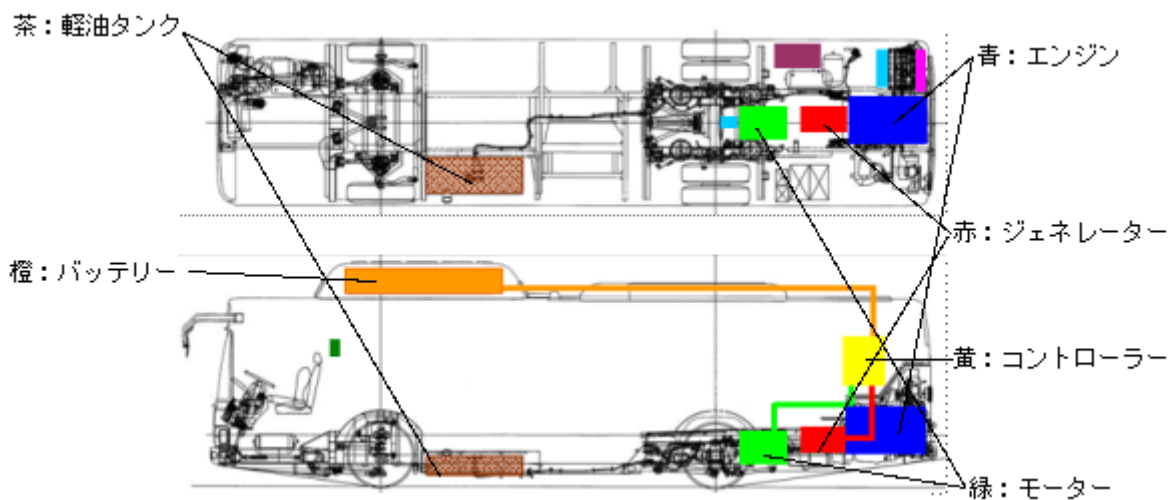 茶：軽油タンク
青：エンジン
赤：ジェネレーター
橙：バッテリー
黄：コントローラー
緑：モーター